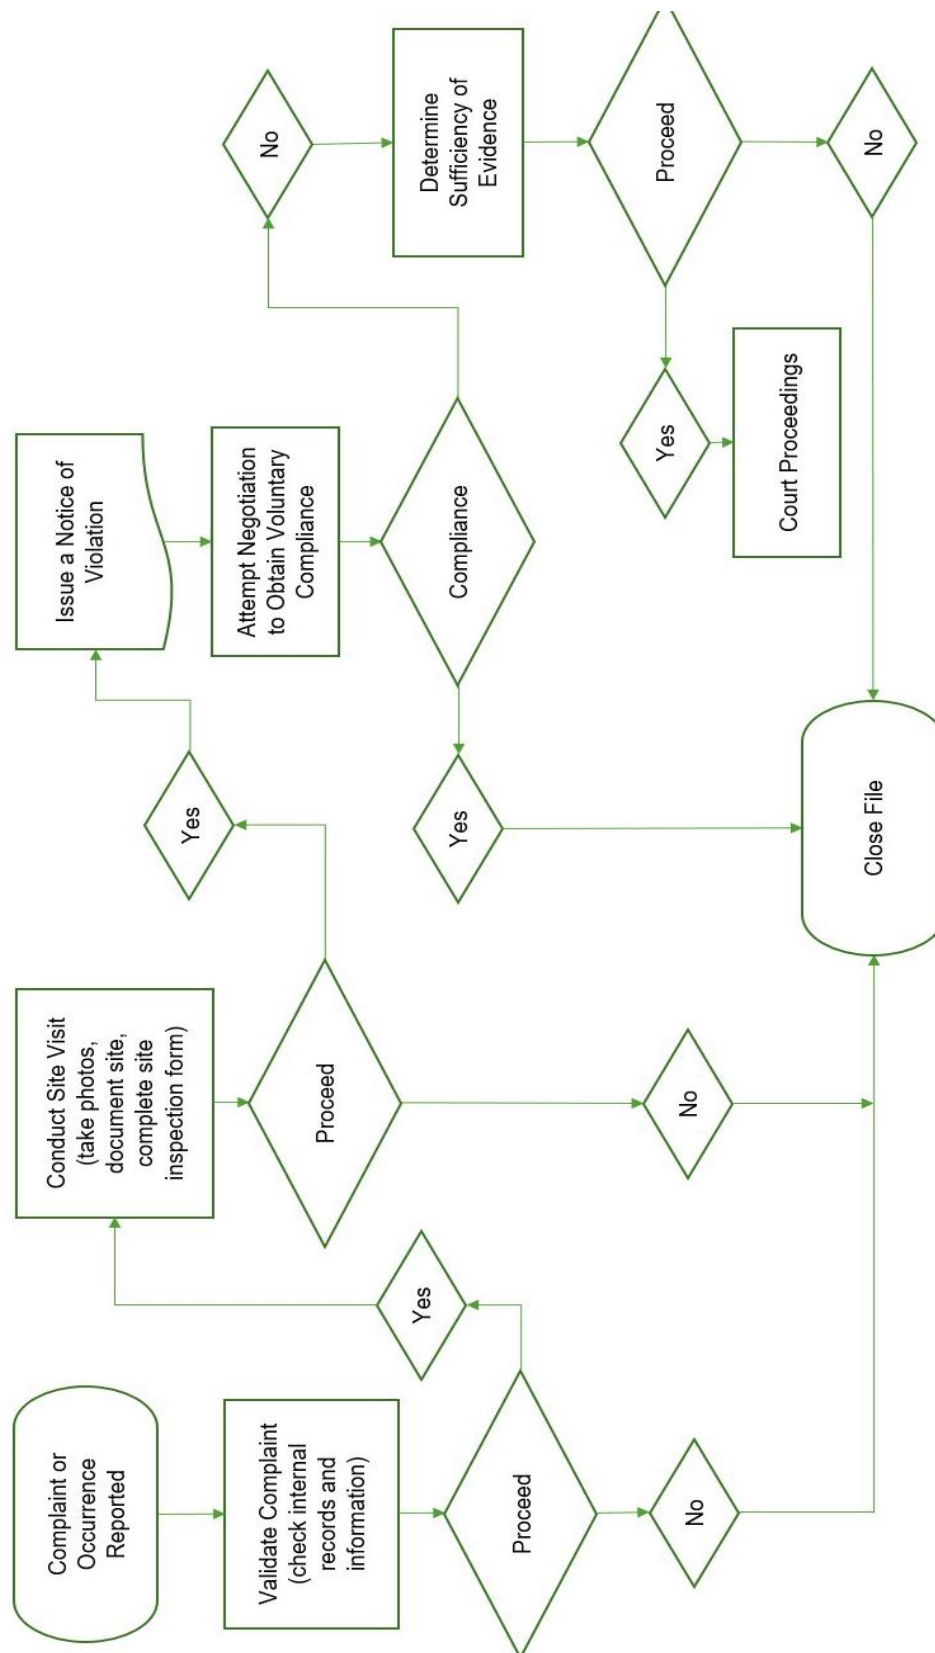 Complaint or
Occurrence
Reported
Validate Complaint
(check internal
records and
information)
Proceed
No
Yes
Conduct Site Visit
(take photos,
document site,
complete site
inspection form)
Proceed
No
Yes
Issue a Notice of
Violation
Attempt Negotiation
to Obtain Voluntary
Compliance
Compliance
Yes
No
Determine
Sufficiency of
Evidence
Proceed
Yes
Court Proceedings
No
Close File